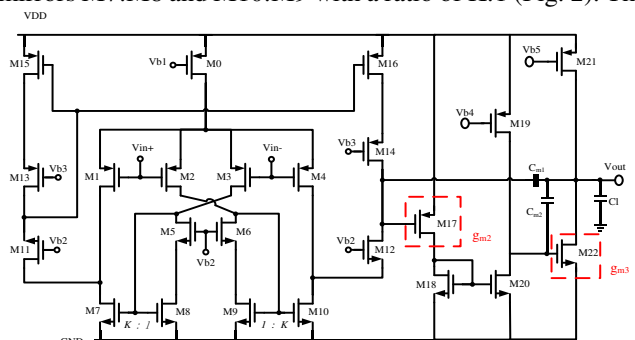 mirrors M7:M8 and M10:M9 with a ratio of K:1 (Fig. 2). Th
VDD
M15 Vb1 M0 M16 Vb5 M21
Vb4 M19
M13 Vb3 Vin+ Vin- Vb3 M14
M1 M2 M3 M4 Cm1 Vout
Cm2 Cl
M11 Vb2 M5 M6 Vb2 M12 M17 M22
Vb2 gm2 gm3
M7 M8 M9 M10 M18 M20
K : 1 1 : K